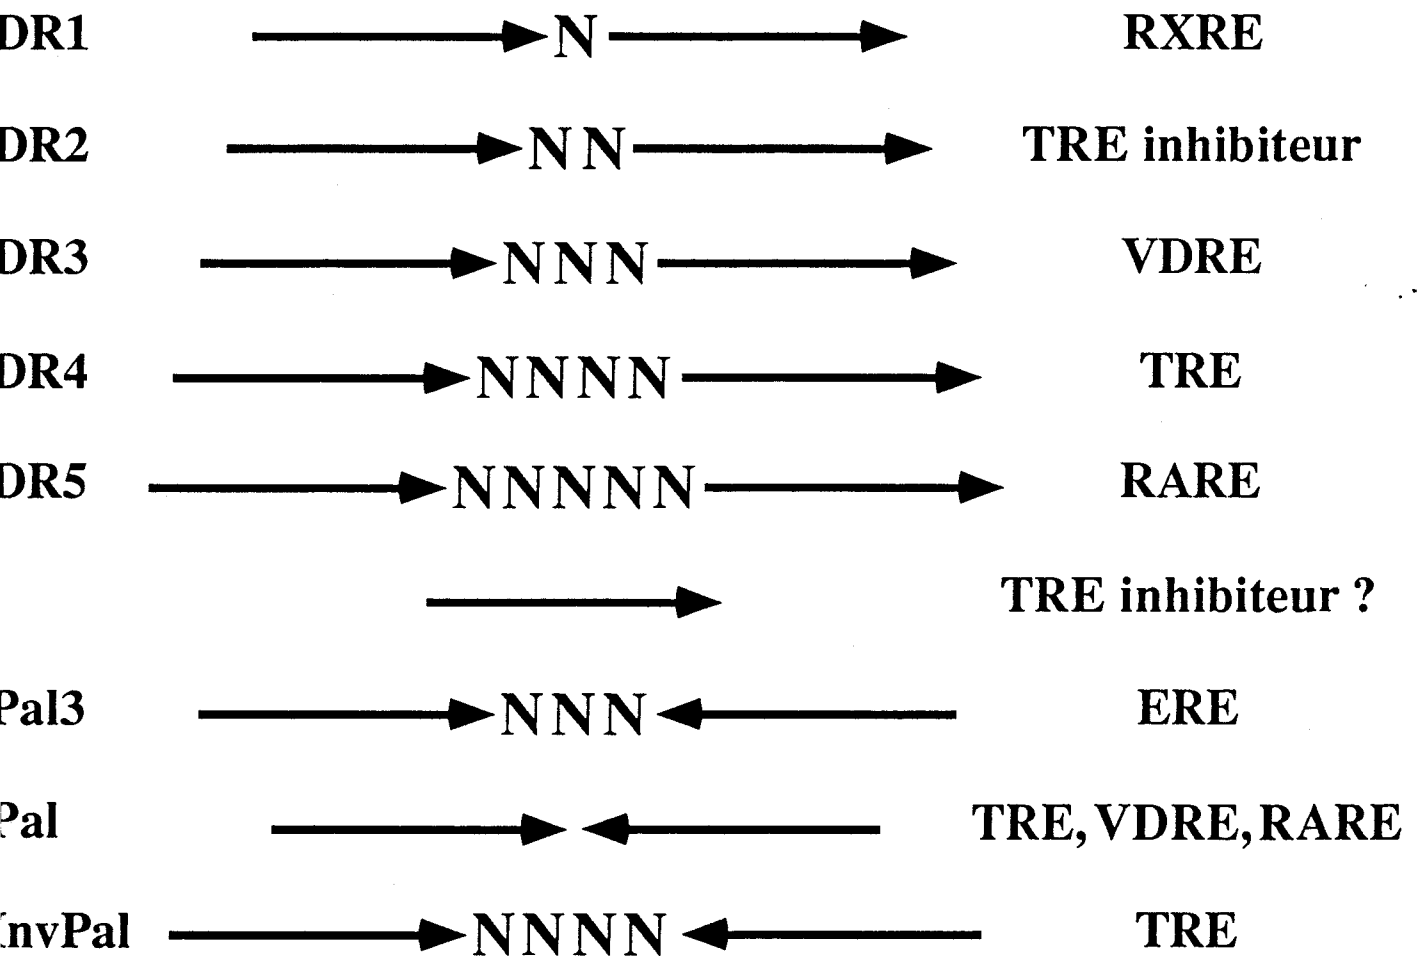 DR1 N RXRE
DR2 NN TRE inhibiteur
DR3 NNN VDRE
DR4 NNNN TRE
DR5 NNNNN RARE
TRE inhibiteur ?
Pal3 NNN ERE
Pal TRE, VDRE, RARE
InvPal NNNN TRE